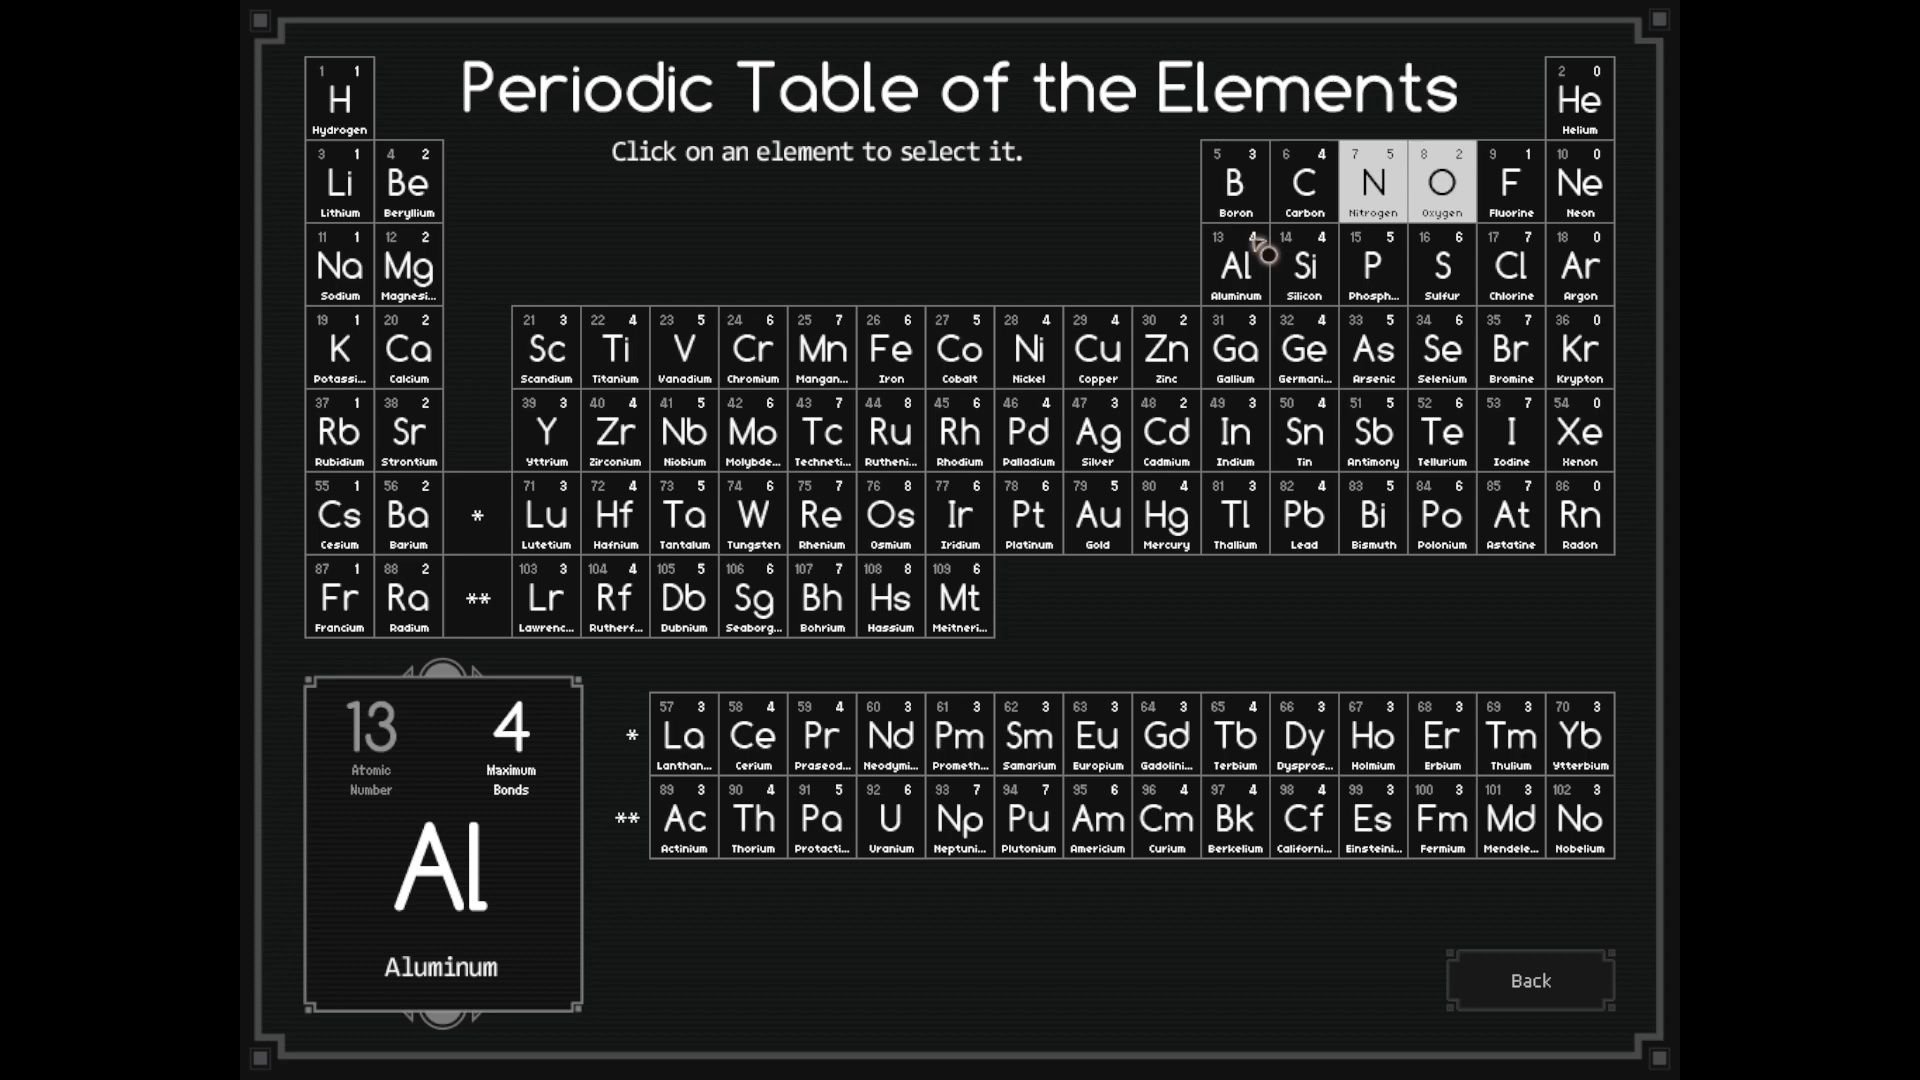 Periodic Table of the Elements
Click on an element to select it.
1 1 2 0
H He
Hydrogen Helium
3 1 4 2 5 3 6 4 7 5 8 2 9 1 10 0
Li Be B C N O F Ne
Lithium Beryllium Boron Carbon Nitrogen Oxygen Fluorine Neon
11 1 12 2 13 4 14 4 15 5 16 6 17 7 18 0
Na Mg Al Si P S Cl Ar
Sodium Magnesi... Aluminum Silicon Phosph... Sulfur Chlorine Argon
19 1 20 2 21 3 22 4 23 5 24 6 25 7 26 6 27 5 28 4 29 4 30 2 31 3 32 4 33 5 34 6 35 7 36 0
K Ca Sc Ti V Cr Mn Fe Co Ni Cu Zn Ga Ge As Se Br Kr
Potassi... Calcium Scandium Titanium Vanadium Chromium Mangan... Iron Cobalt Nickel Copper Zinc Gallium Germani... Arsenic Selenium Bromine Krypton
37 1 38 2 39 3 40 4 41 5 42 6 43 7 44 8 45 6 46 4 47 3 48 2 49 3 50 4 51 5 52 6 53 7 54 0
Rb Sr Y Zr Nb Mo Tc Ru Rh Pd Ag Cd In Sn Sb Te I Xe
Rubidium Strontium Yttrium Zirconium Niobium Molybde... Techneti... Rutheni... Rhodium Palladium Silver Cadmium Indium Tin Antimony Tellurium Iodine Xenon
55 1 56 2 71 3 72 4 73 5 74 6 75 7 76 8 77 6 78 6 79 5 80 4 81 3 82 4 83 5 84 6 85 7 86 0
Cs Ba * Lu Hf Ta W Re Os Ir Pt Au Hg Tl Pb Bi Po At Rn
Cesium Barium Lutetium Hafnium Tantalum Tungsten Rhenium Osmium Iridium Platinum Gold Mercury Thallium Lead Bismuth Polonium Astatine Radon
87 1 88 2 103 3 104 4 105 5 106 6 107 7 108 8 109 6
Fr Ra ** Lr Rf Db Sg Bh Hs Mt
Francium Radium Lawrenc... Rutherf... Dubnium Seaborg... Bohrium Hassium Meitneri...
57 3 58 4 59 4 60 3 61 3 62 3 63 3 64 3 65 4 66 3 67 3 68 3 69 3 70 3
* La Ce Pr Nd Pm Sm Eu Gd Tb Dy Ho Er Tm Yb
Lanthan... Cerium Praseod... Neodymi... Prometh... Samarium Europium Gadolini... Terbium Dyspros... Holmium Erbium Thulium Ytterbium
89 3 90 4 91 5 92 6 93 7 94 7 95 6 96 4 97 4 98 4 99 3 100 3 101 3 102 3
** Ac Th Pa U Np Pu Am Cm Bk Cf Es Fm Md No
Actinium Thorium Protacti... Uranium Neptuni... Plutonium Americium Curium Berkelium Californi... Einsteini... Fermium Mendele... Nobelium
13 4
Atomic Maximum
Number Bonds
Al
Aluminum
Back